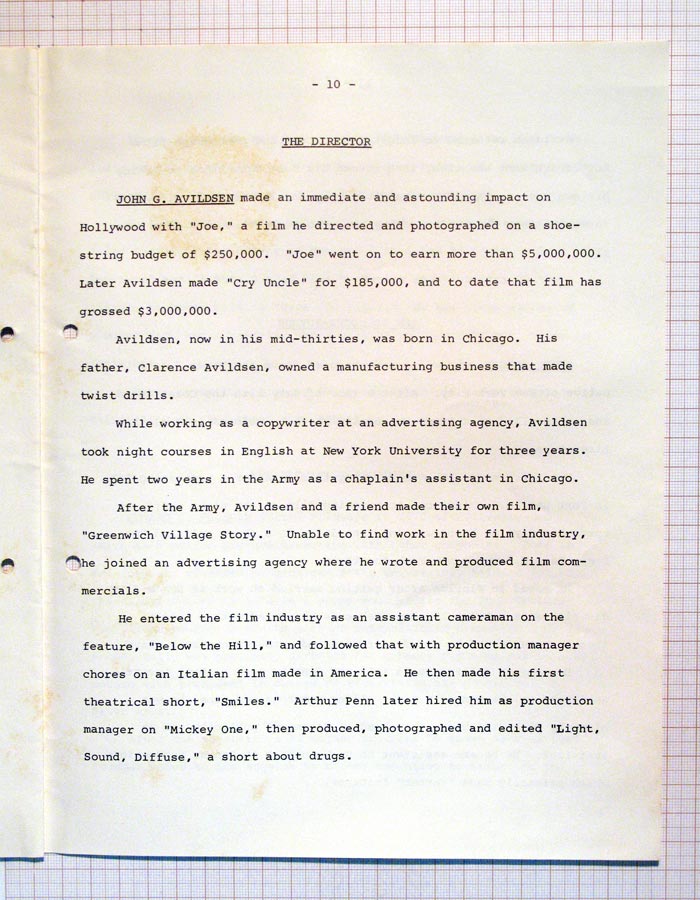 - 10 -
THE DIRECTOR
JOHN G. AVILDSEN made an immediate and astounding impact on
Hollywood with "Joe," a film he directed and photographed on a shoe-
string budget of $250,000. "Joe" went on to earn more than $5,000,000.
Later Avildsen made "Cry Uncle" for $185,000, and to date that film has
grossed $3,000,000.
Avildsen, now in his mid-thirties, was born in Chicago. His
father, Clarence Avildsen, owned a manufacturing business that made
twist drills.
While working as a copywriter at an advertising agency, Avildsen
took night courses in English at New York University for three years.
He spent two years in the Army as a chaplain's assistant in Chicago.
After the Army, Avildsen and a friend made their own film,
"Greenwich Village Story." Unable to find work in the film industry,
he joined an advertising agency where he wrote and produced film com-
mercials.
He entered the film industry as an assistant cameraman on the
feature, "Below the Hill," and followed that with production manager
chores on an Italian film made in America. He then made his first
theatrical short, "Smiles." Arthur Penn later hired him as production
manager on "Mickey One," then produced, photographed and edited "Light,
Sound, Diffuse," a short about drugs.